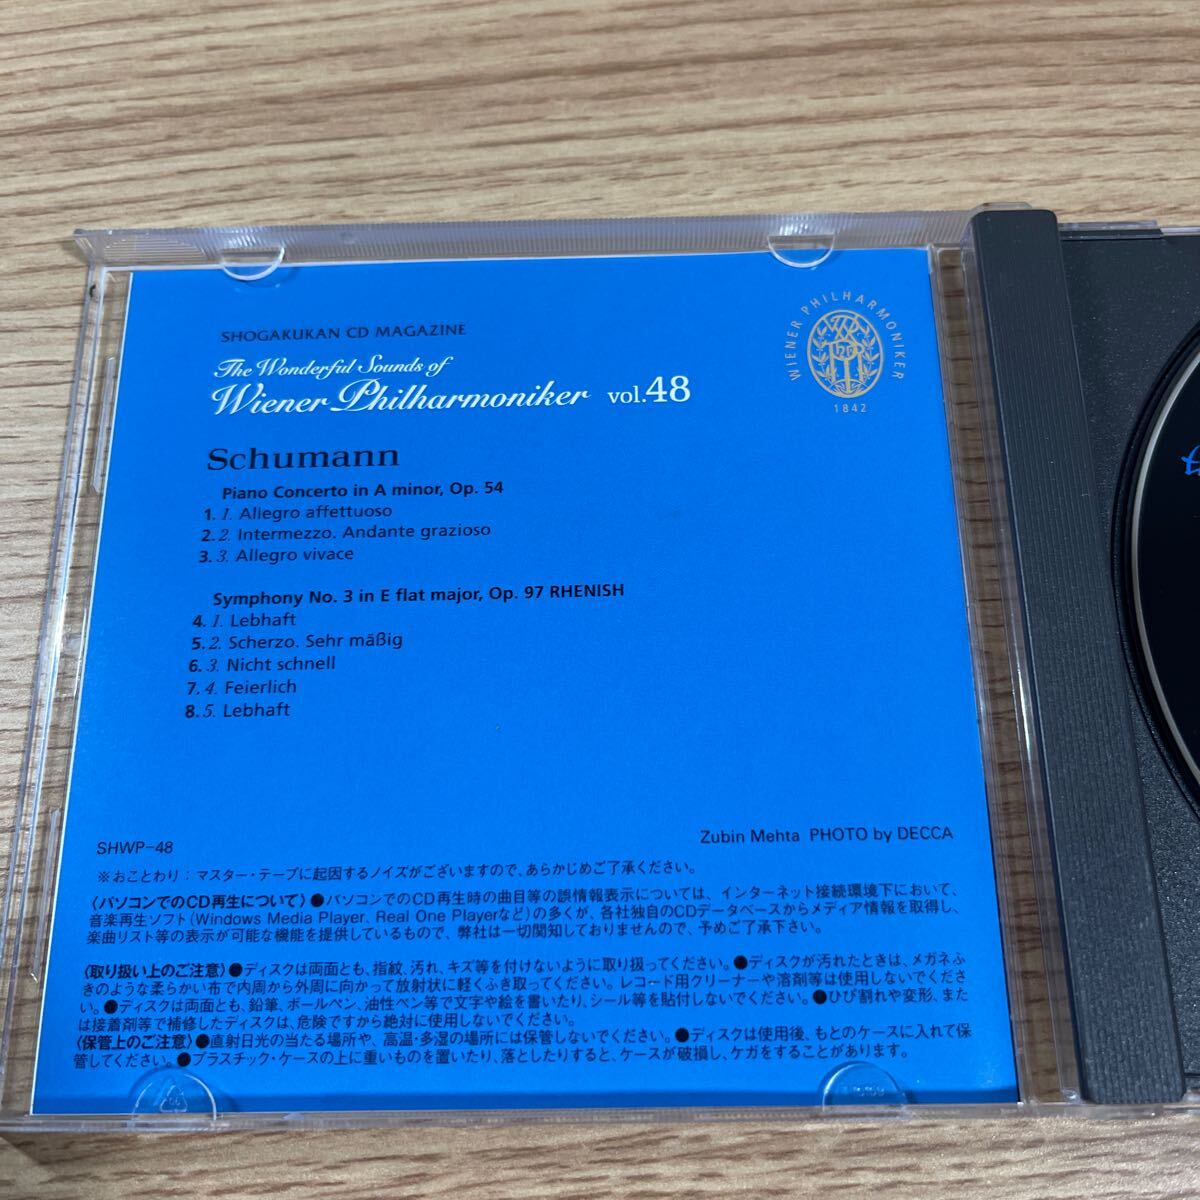 SHOGAKUKAN CD MAGAZINE
The Wonderful Sounds of
Wiener Philharmoniker vol.48
WIENER PHILHARMONIKER
1842
Schumann
Piano Concerto in A minor, Op. 54
1. 1. Allegro affettuoso
2. 2. Intermezzo. Andante grazioso
3. 3. Allegro vivace
Symphony No. 3 in E flat major, Op. 97 RHENISH
4. 1. Lebhaft
5. 2. Scherzo. Sehr mäßig
6. 3. Nicht schnell
7. 4. Feierlich
8. 5. Lebhaft
SHWP-48
Zubin Mehta PHOTO by DECCA
※おことわり：マスター・テープに起因するノイズがございますので、あらかじめご了承ください。
〈パソコンでのCD再生について〉●パソコンでのCD再生時の曲目等の誤情報表示については、インターネット接続環境下において、
音楽再生ソフト(Windows Media Player、Real One Playerなど)の多くが、各社独自のCDデータベースからメディア情報を取得し、
楽曲リスト等の表示が可能な機能を提供しているもので、弊社は一切関知しておりませんので、予めご了承下さい。
〈取り扱い上のご注意〉●ディスクは両面とも、指紋、汚れ、キズ等を付けないように取り扱ってください。●ディスクが汚れたときは、メガネふ
きのような柔らかい布で内周から外周に向かって放射状に軽くふき取ってください。レコード用クリーナーや溶剤等は使用しないでくださ
い。●ディスクは両面とも、鉛筆、ボールペン、油性ペン等で文字や絵を書いたり、シール等を貼付しないでください。●ひび割れや変形、また
は接着剤等で補修したディスクは、危険ですから絶対に使用しないでください。
〈保管上のご注意〉●直射日光の当たる場所や、高温・多湿の場所には保管しないでください。●ディスクは使用後、もとのケースに入れて保
管してください。●プラスチック・ケースの上に重いものを置いたり、落としたりすると、ケースが破損し、ケガをすることがあります。